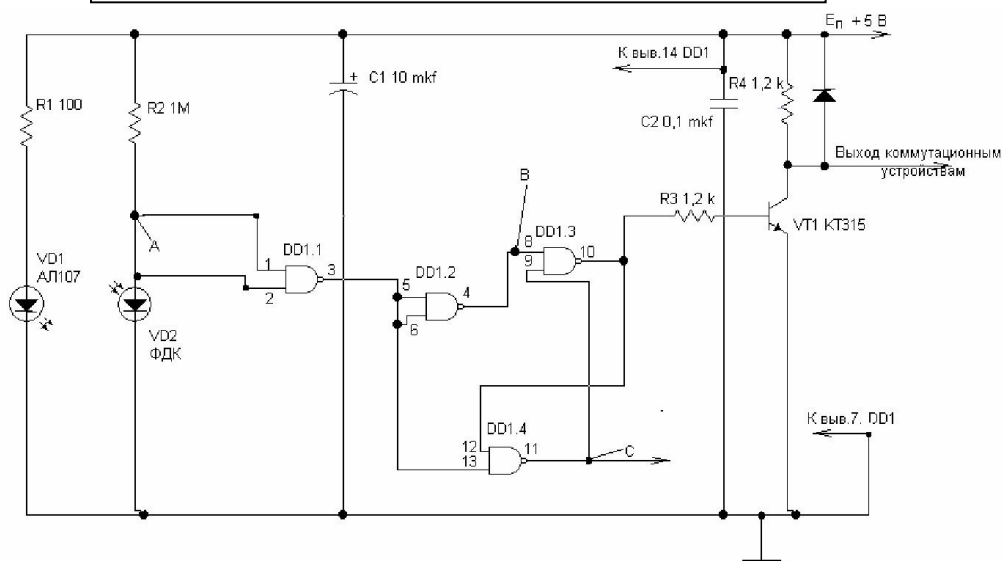 Eп +5 В
К выв.14 DD1
C1 10 mkf
R1 100
R2 1M
R4 1,2 k
C2 0,1 mkf
Выход коммутационным
устройствам
B
R3 1,2 k
A
DD1.1
DD1.3
8
9
10
VT1 КТ315
VD1
АЛ107
1
2
3
DD1.2
5
6
4
VD2
ФДК
К выв.7. DD1
DD1.4
12
13
11
C